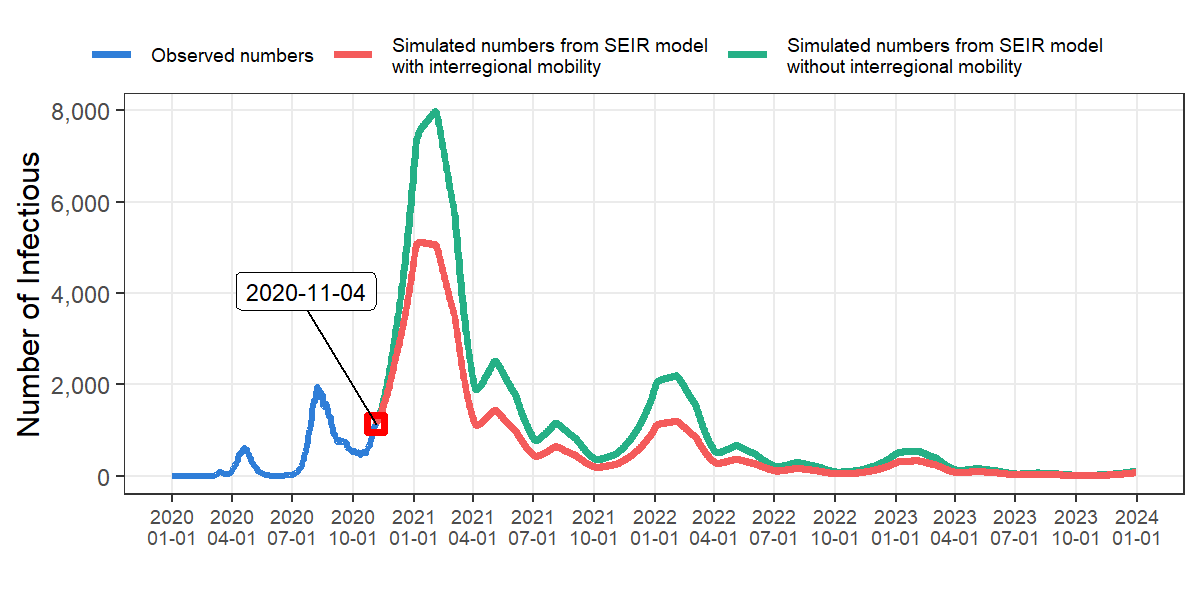 Observed numbers
Simulated numbers from SEIR model
with interregional mobility
Simulated numbers from SEIR model
without interregional mobility
Number of Infectious
8,000
6,000
4,000
2,000
0
2020-11-04
2020 2020 2020 2020 2021 2021 2021 2021 2022 2022 2022 2022 2023 2023 2023 2023 2024
01-01 04-01 07-01 10-01 01-01 04-01 07-01 10-01 01-01 04-01 07-01 10-01 01-01 04-01 07-01 10-01 01-01